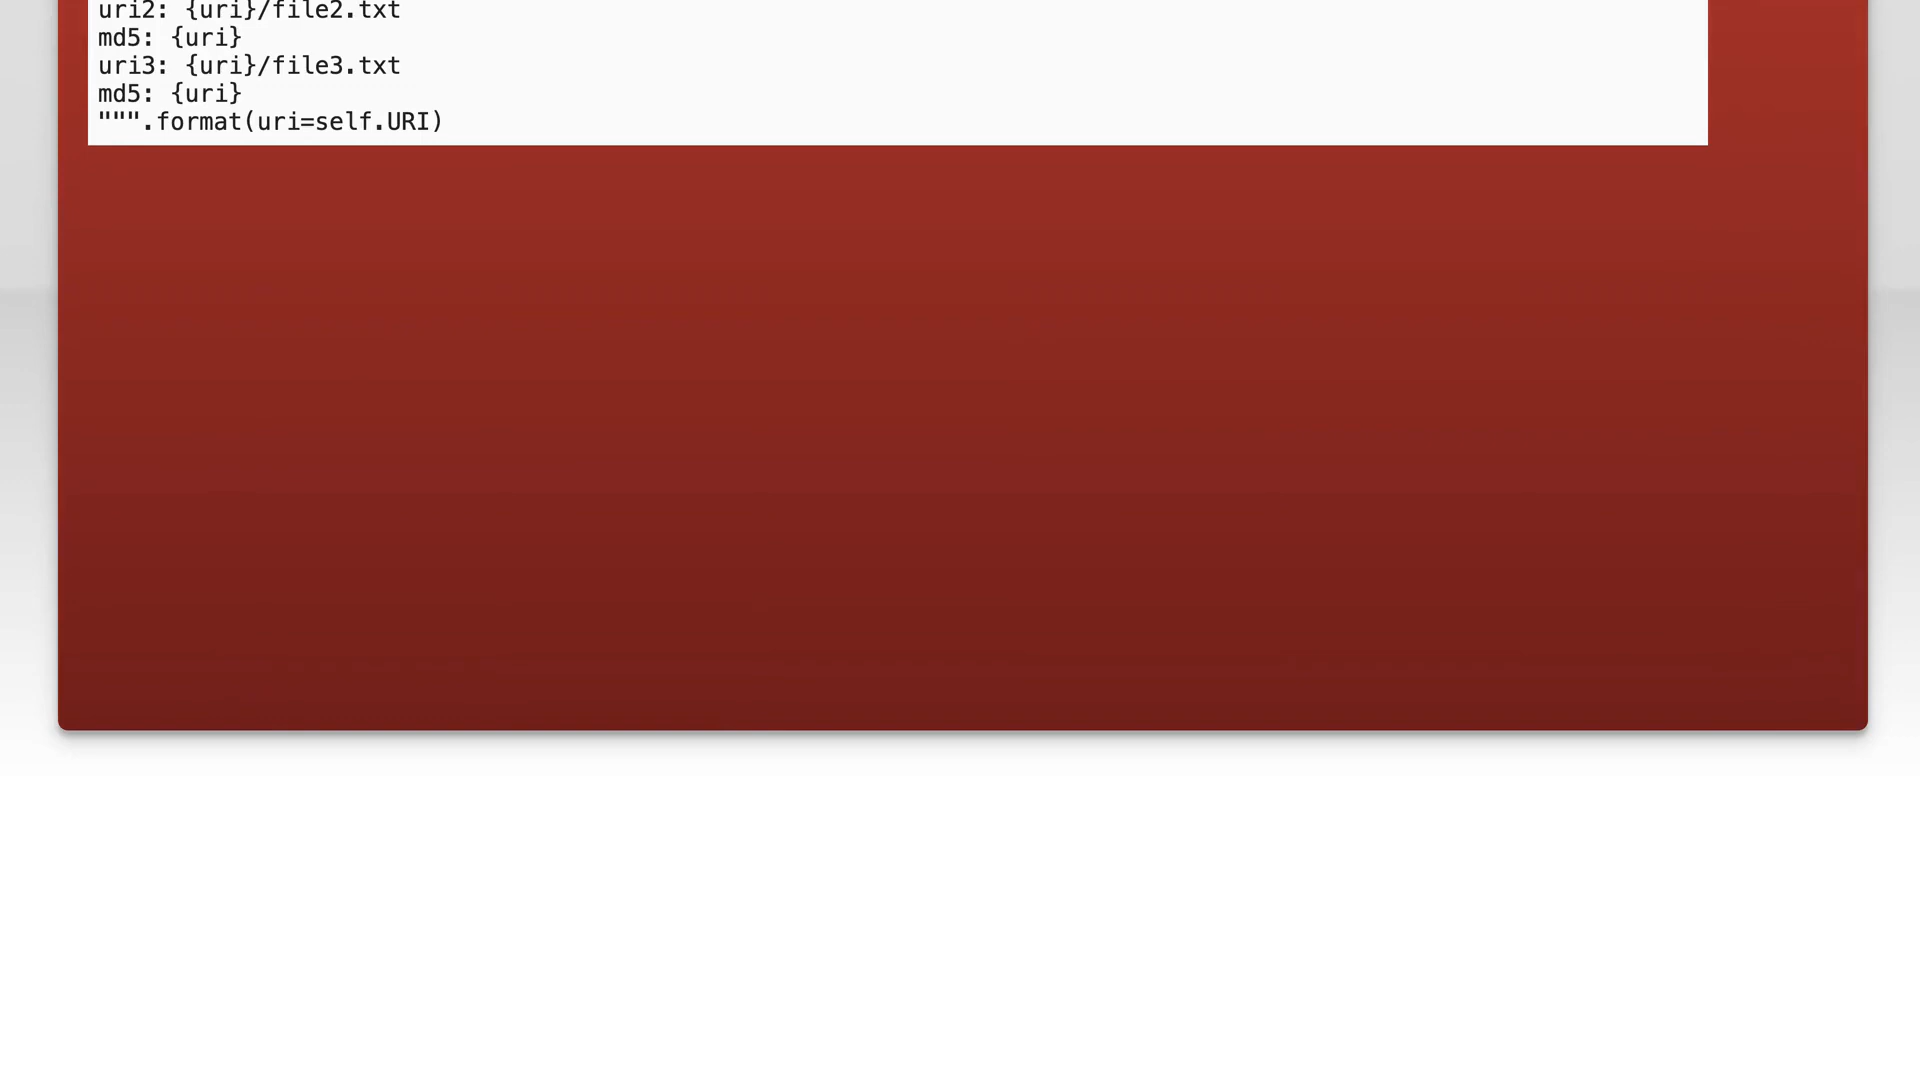 uri2: {uri}/file2.txt
md5: {uri}
uri3: {uri}/file3.txt
md5: {uri}
""".format(uri=self.URI)